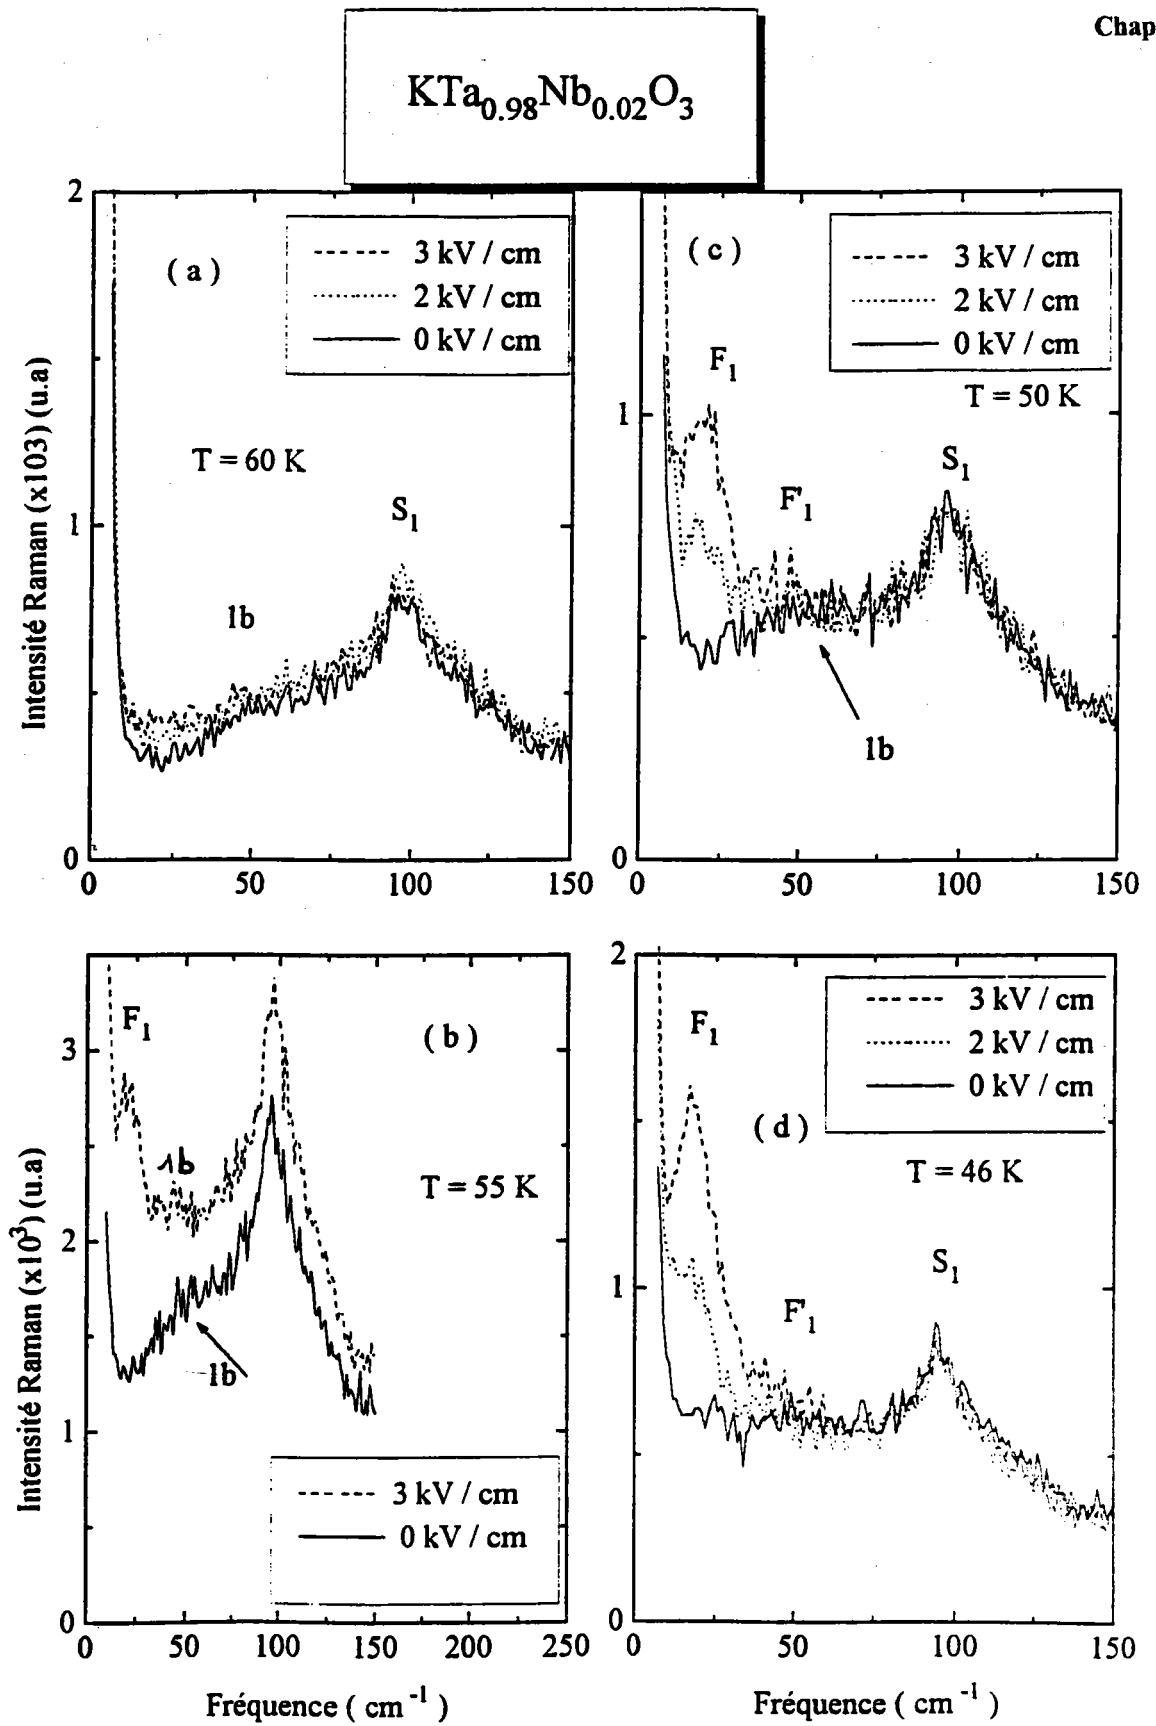 Chap
KTa0.98Nb0.02O3
Intensité Raman (x103) (u.a)
2
1
0
( a )
3 kV / cm
2 kV / cm
0 kV / cm
T = 60 K
S1
1b
0 50 100 150
( c )
3 kV / cm
2 kV / cm
0 kV / cm
T = 50 K
F1
F'1
S1
1b
1
0
0 50 100 150
Intensité Raman (x10³) (u.a)
3
2
1
0
F1
( b )
1b
T = 55 K
1b
3 kV / cm
0 kV / cm
0 50 100 150 200 250
Fréquence ( cm⁻¹ )
2
1
0
F1
3 kV / cm
2 kV / cm
0 kV / cm
( d )
T = 46 K
S1
F'1
0 50 100 150
Fréquence ( cm⁻¹ )